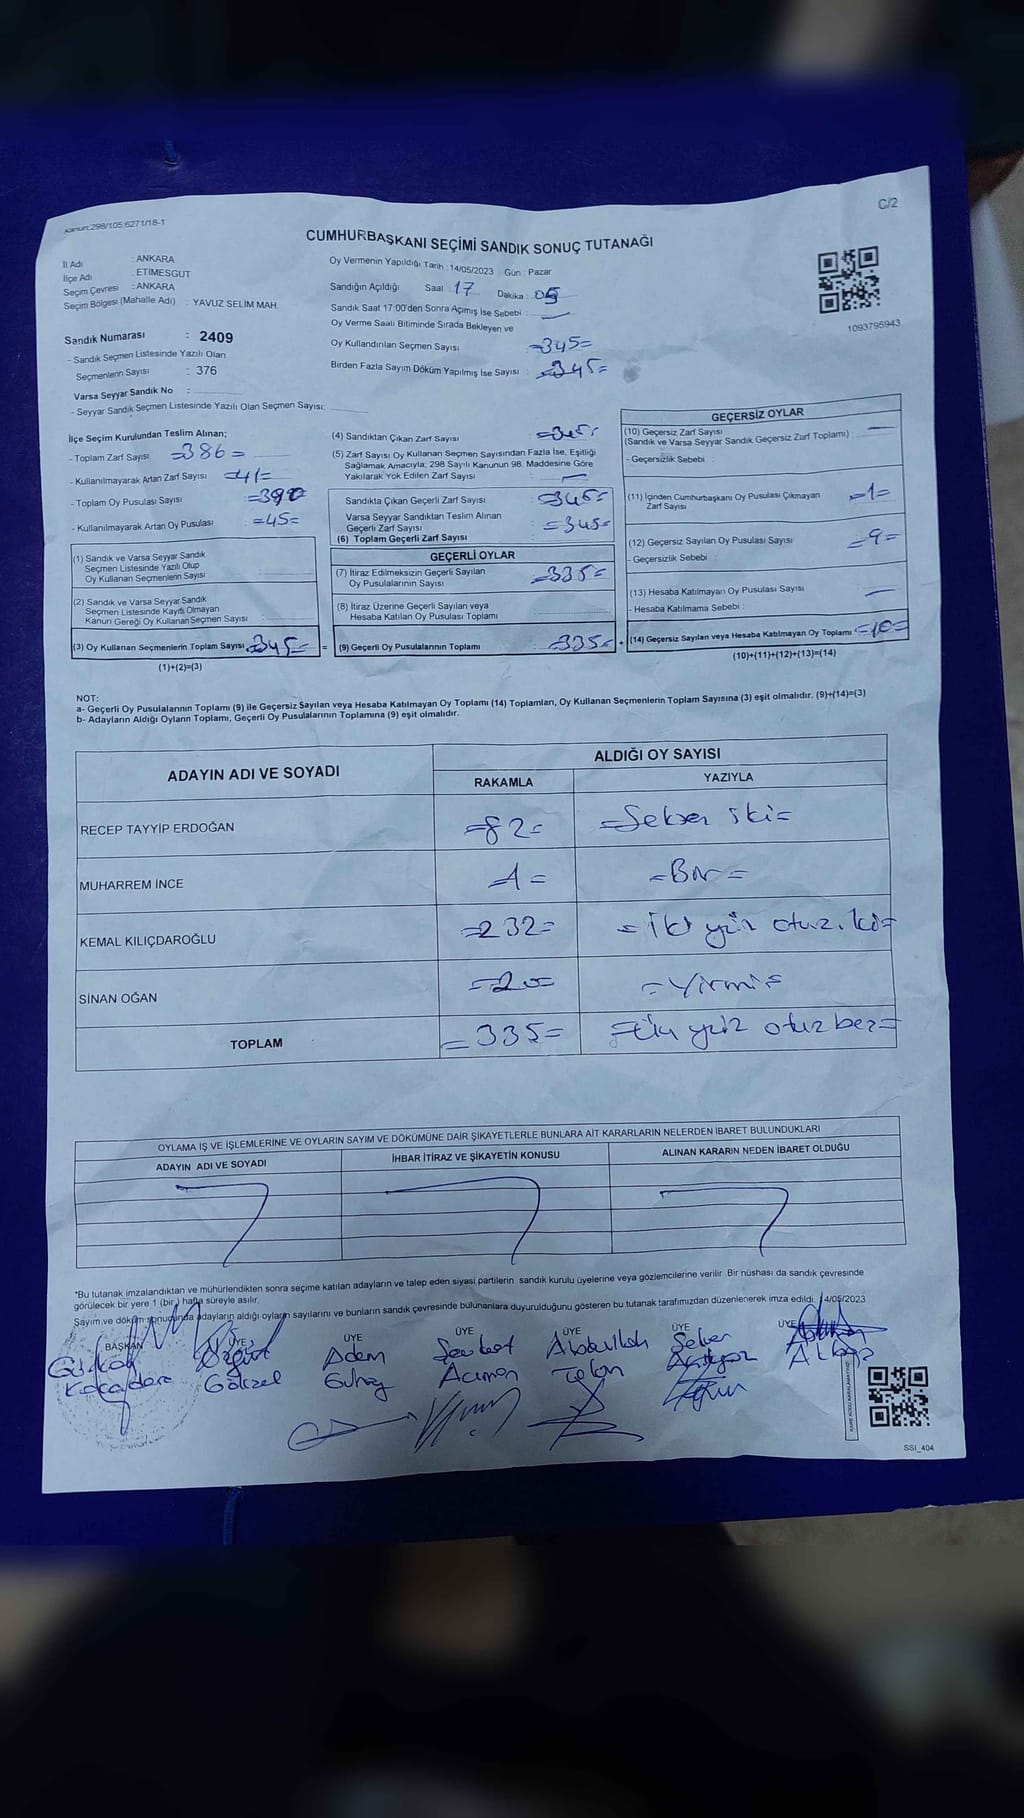 Kanun:298/105;6271/18-1
C/2
CUMHURBAŞKANI SEÇİMİ SANDIK SONUÇ TUTANAĞI
İl Adı : ANKARA
İlçe Adı : ETİMESGUT
Seçim Çevresi : ANKARA
Seçim Bölgesi (Mahalle Adı) : YAVUZ SELİM MAH.
Sandık Numarası : 2409
- Sandık Seçmen Listesinde Yazılı Olan
Seçmenlerin Sayısı : 376
Varsa Seyyar Sandık No :
- Seyyar Sandık Seçmen Listesinde Yazılı Olan Seçmen Sayısı:
Oy Vermenin Yapıldığı Tarih : 14/05/2023 Gün : Pazar
Sandığın Açıldığı Saat : 17 Dakika : 05
Sandık Saat 17:00'den Sonra Açımış İse Sebebi :
Oy Verme Saati Bitiminde Sırada Bekleyen ve
Oy Kullandırılan Seçmen Sayısı =345=
Birden Fazla Sayım Döküm Yapılmış İse Sayısı : =345=
1093795943
İlçe Seçim Kurulundan Teslim Alınan;
- Toplam Zarf Sayısı =386=
- Kullanılmayarak Artan Zarf Sayısı =41=
- Toplam Oy Pusulası Sayısı =390=
- Kullanılmayarak Artan Oy Pusulası =45=
(1) Sandık ve Varsa Seyyar Sandık
Seçmen Listesinde Yazılı Olup
Oy Kullanan Seçmenlerin Sayısı
(2) Sandık ve Varsa Seyyar Sandık
Seçmen Listesinde Kayıtlı Olmayan
Kanun Gereği Oy Kullanan Seçmen Sayısı
(3) Oy Kullanan Seçmenlerin Toplam Sayısı =345=
(1)+(2)=(3)
(4) Sandıktan Çıkan Zarf Sayısı =345=
(5) Zarf Sayısı Oy Kullanan Seçmen Sayısından Fazla İse, Eşitliği
Sağlamak Amacıyla; 298 Sayılı Kanunun 98. Maddesine Göre
Yakılarak Yok Edilen Zarf Sayısı :
Sandıkta Çıkan Geçerli Zarf Sayısı =345=
Varsa Seyyar Sandıktan Teslim Alınan
Geçerli Zarf Sayısı : =345=
(6) Toplam Geçerli Zarf Sayısı
GEÇERLİ OYLAR
(7) İtiraz Edilmeksizin Geçerli Sayılan
Oy Pusulalarının Sayısı =335=
(8) İtiraz Üzerine Geçerli Sayılan veya
Hesaba Katılan Oy Pusulası Toplamı
= (9) Geçerli Oy Pusulalarının Toplamı =335= +
GEÇERSİZ OYLAR
(10) Geçersiz Zarf Sayısı
(Sandık ve Varsa Seyyar Sandık Geçersiz Zarf Toplamı)
- Geçersizlik Sebebi :
(11) İçinden Cumhurbaşkanı Oy Pusulası Çıkmayan
Zarf Sayısı =1=
(12) Geçersiz Sayılan Oy Pusulası Sayısı =9=
- Geçersizlik Sebebi :
(13) Hesaba Katılmayan Oy Pusulası Sayısı
- Hesaba Katılmama Sebebi :
(14) Geçersiz Sayılan veya Hesaba Katılmayan Oy Toplamı =10=
(10)+(11)+(12)+(13)=(14)
NOT:
a- Geçerli Oy Pusulalarının Toplamı (9) ile Geçersiz Sayılan veya Hesaba Katılmayan Oy Toplamı (14) Toplamları, Oy Kullanan Seçmenlerin Toplam Sayısına (3) eşit olmalıdır. (9)+(14)=(3)
b- Adayların Aldığı Oyların Toplamı, Geçerli Oy Pusulalarının Toplamına (9) eşit olmalıdır.
ADAYIN ADI VE SOYADI
ALDIĞI OY SAYISI
RAKAMLA YAZIYLA
RECEP TAYYİP ERDOĞAN =82= =Seksen iki=
MUHARREM İNCE =1= =Bir=
KEMAL KILIÇDAROĞLU =232= =İki yüz otuz iki=
SİNAN OĞAN =20= =Yirmi=
TOPLAM =335= =Üç yüz otuz beş=
OYLAMA İŞ VE İŞLEMLERİNE VE OYLARIN SAYIM VE DÖKÜMÜNE DAİR ŞİKAYETLERLE BUNLARA AİT KARARLARIN NELERDEN İBARET BULUNDUKLARI
ADAYIN ADI VE SOYADI İHBAR İTİRAZ VE ŞİKAYETİN KONUSU ALINAN KARARIN NEDEN İBARET OLDUĞU
*Bu tutanak imzalandıktan ve mühürlendikten sonra seçime katılan adayların ve talep eden siyasi partilerin sandık kurulu üyelerine veya gözlemcilerine verilir. Bir nüshası da sandık çevresinde
görülecek bir yere 1 (bir) hafta süreyle asılır.
Sayım ve döküm sonucunda adayların aldığı oyların sayılarını ve bunların sandık çevresinde bulunanlara duyurulduğunu gösteren bu tutanak tarafımızdan düzenlenerek imza edildi. 14/05/2023
BAŞKAN ÜYE ÜYE ÜYE ÜYE ÜYE ÜYE
Adem Abdullah
Gökzel Güneş Acıman
SSI_404